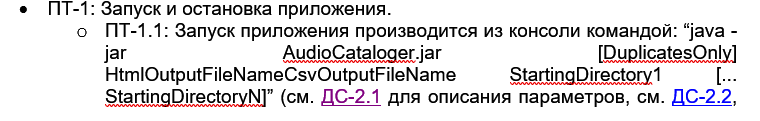 • ПТ-1: Запуск и остановка приложения.
o ПТ-1.1: Запуск приложения производится из консоли командой: “java -
jar AudioCataloger.jar [DuplicatesOnly]
HtmlOutputFileNameCsvOutputFileName StartingDirectory1 [...
StartingDirectoryN]” (см. ДС-2.1 для описания параметров, см. ДС-2.2,